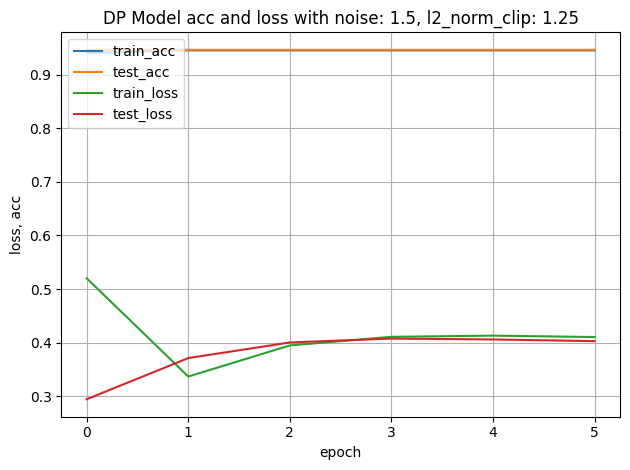 DP Model acc and loss with noise: 1.5, l2_norm_clip: 1.25
train_acc
test_acc
train_loss
test_loss
loss, acc
0.9
0.8
0.7
0.6
0.5
0.4
0.3
0 1 2 3 4 5
epoch